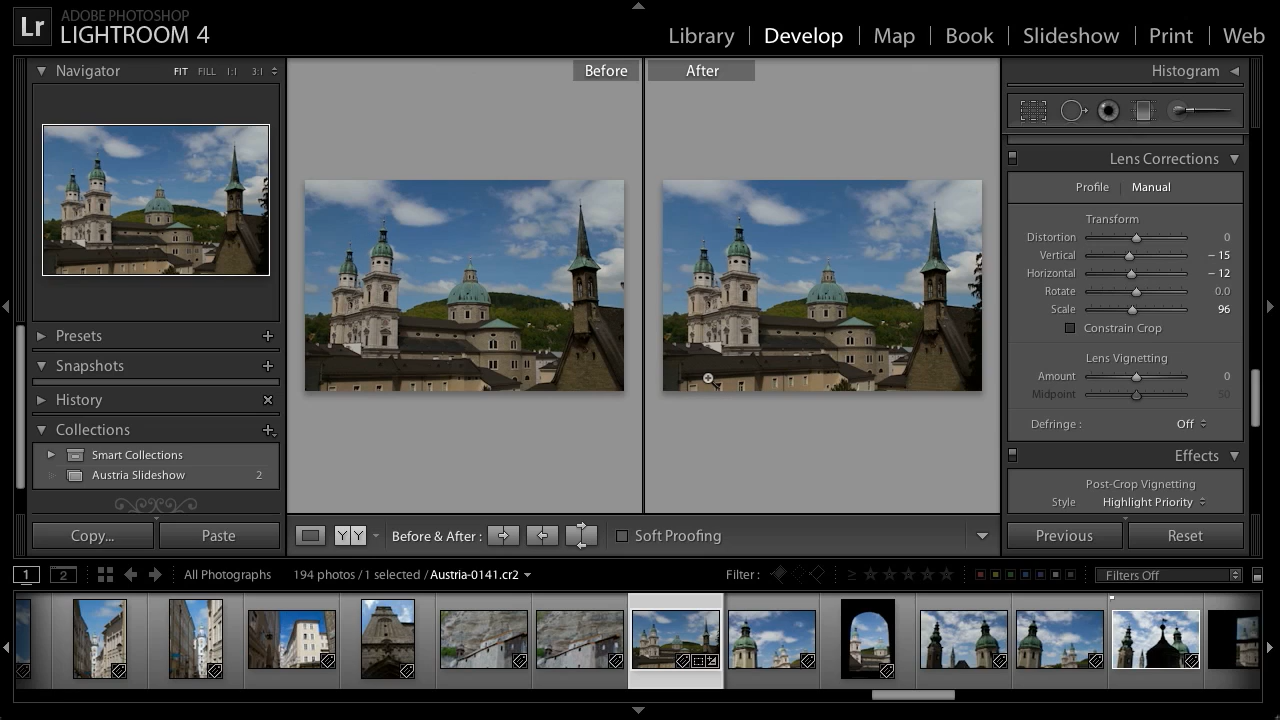 Lr ADOBE PHOTOSHOP
LIGHTROOM 4
Library | Develop | Map | Book | Slideshow | Print | Web
Navigator FIT FILL 1:1 3:1
Before After
Histogram
Lens Corrections
Profile | Manual
Transform
Distortion 0
Vertical – 15
Horizontal – 12
Rotate 0.0
Scale 96
Constrain Crop
Lens Vignetting
Amount 0
Midpoint 50
Defringe : Off
Effects
Post-Crop Vignetting
Style Highlight Priority
Presets
Snapshots
History
Collections
Smart Collections
Austria Slideshow 2
Copy... Paste
YY Before & After : Soft Proofing
Previous Reset
1 2 All Photographs 194 photos / 1 selected / Austria-0141.cr2 Filter : ≥ Filters Off